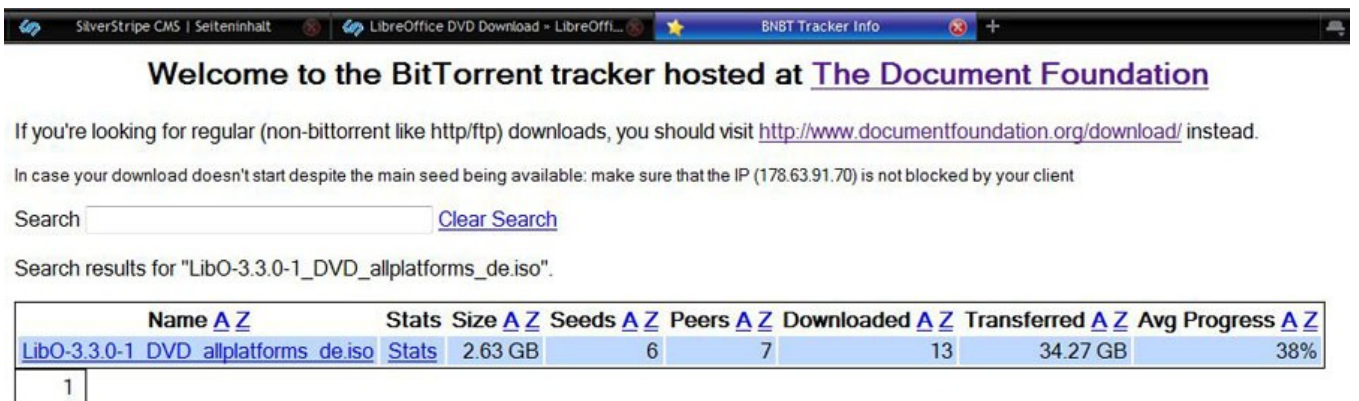 SilverStripe CMS | Seiteninhalt LibreOffice DVD Download » LibreOffi... BNBT Tracker Info
Welcome to the BitTorrent tracker hosted at The Document Foundation
If you're looking for regular (non-bittorrent like http/ftp) downloads, you should visit http://www.documentfoundation.org/download/ instead.
In case your download doesn't start despite the main seed being available: make sure that the IP (178.63.91.70) is not blocked by your client
Search Clear Search
Search results for "LibO-3.3.0-1_DVD_allplatforms_de.iso".
Name A Z Stats Size A Z Seeds A Z Peers A Z Downloaded A Z Transferred A Z Avg Progress A Z
LibO-3.3.0-1_DVD_allplatforms_de.iso Stats 2.63 GB 6 7 13 34.27 GB 38%
1